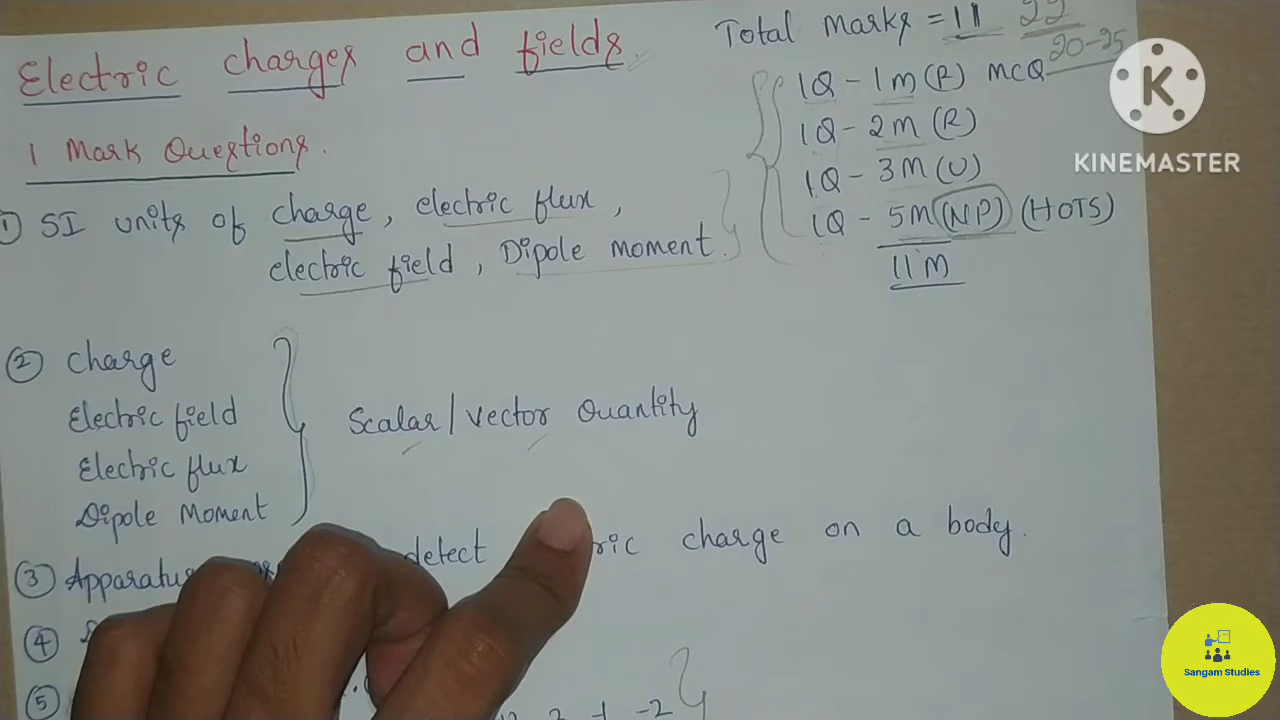 Electric charges and fields.
Total Marks = 11 22
20-25
1Q - 1M (R) MCQ
1Q - 2M (R)
1Q - 3M (U)
1Q - 5M (NP) (HOTS)
11M
K
KINEMASTER
1 Mark Questions.
① SI units of charge, electric flux,
electric field, Dipole moment.
② charge
Electric field
Electric flux
Dipole Moment
Scalar/vector Quantity
③ Apparatus detect charge on a body.
④
⑤
-2
Sangam Studies